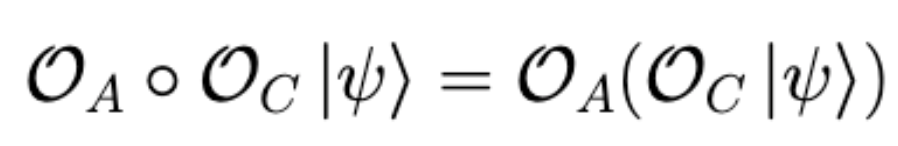 𝒪_A ∘ 𝒪_C |ψ⟩ = 𝒪_A(𝒪_C |ψ⟩)